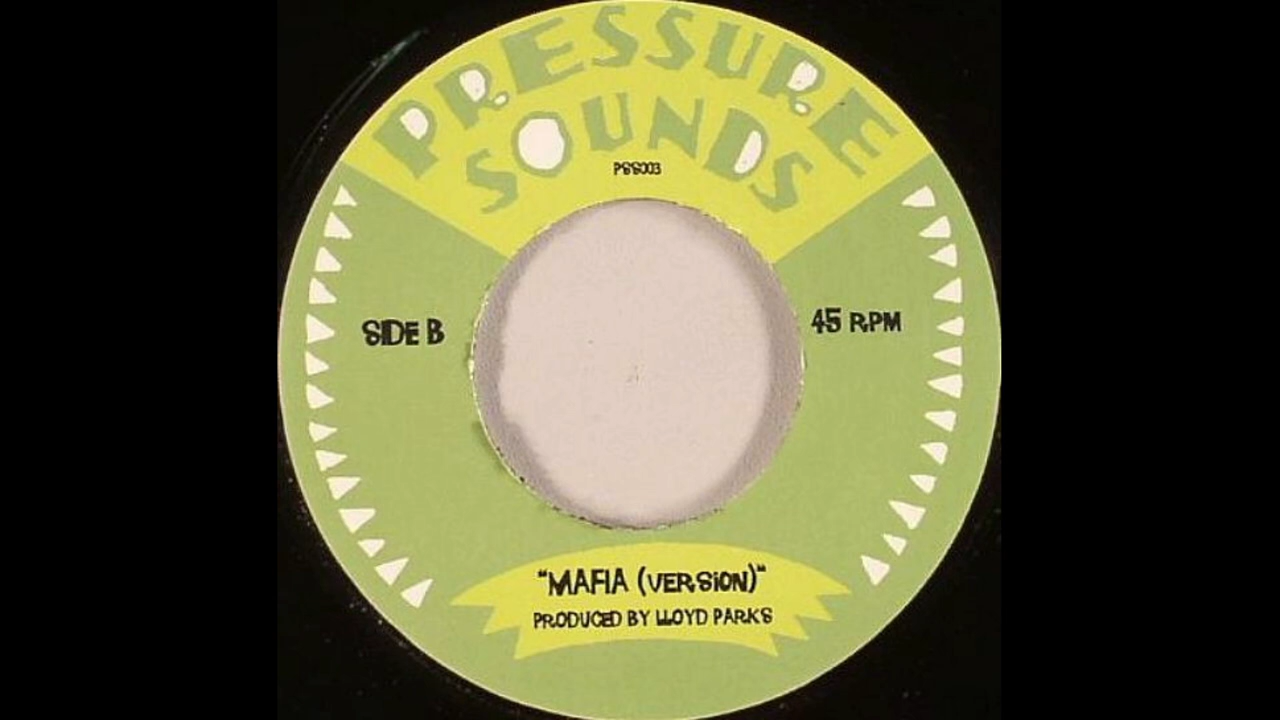 PRESSURE
SOUNDS
PSS003
SIDE B
45 RPM
"MAFIA (VERSION)"
PRODUCED BY LLOYD PARKS